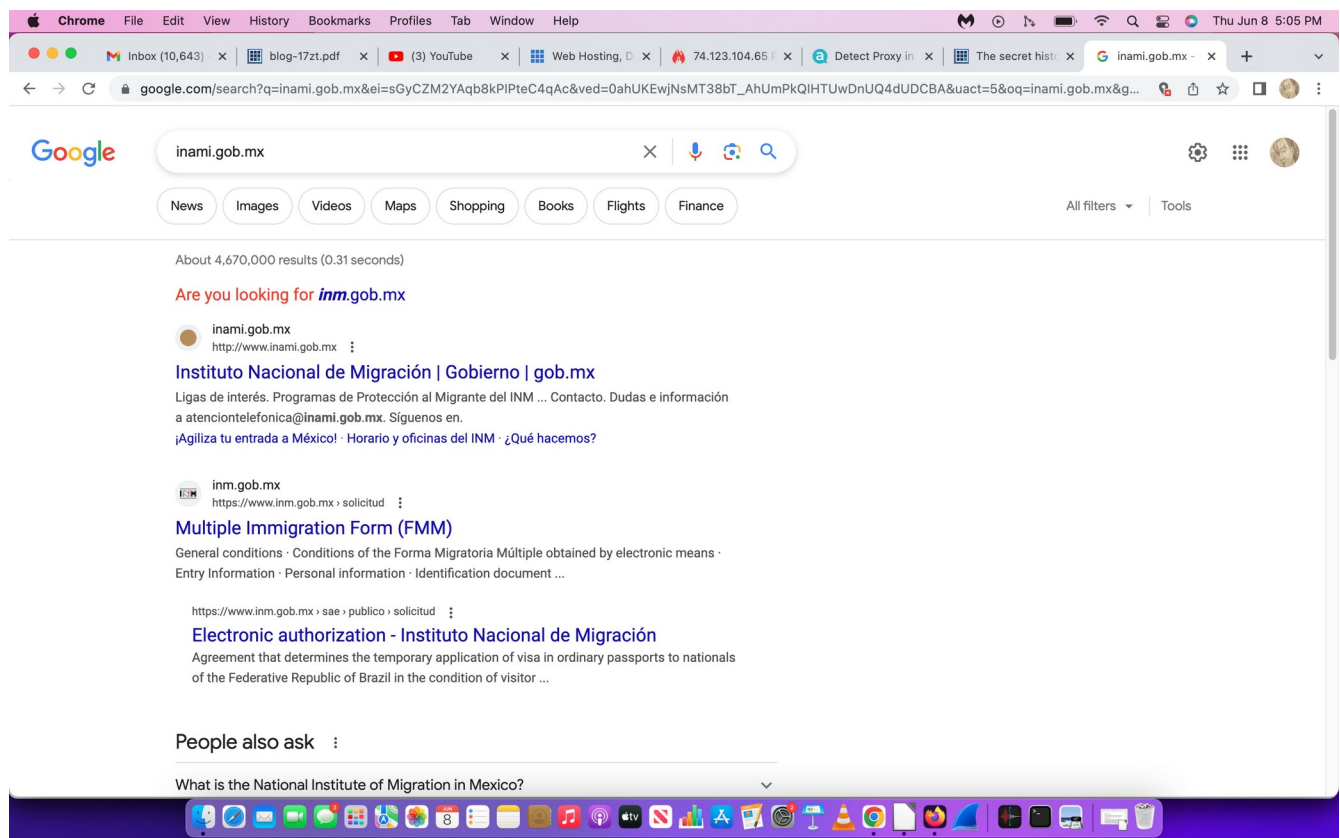 Chrome File Edit View History Bookmarks Profiles Tab Window Help Thu Jun 8 5:05 PM
Inbox (10,643) blog-17zt.pdf (3) YouTube Web Hosting, D 74.123.104.65 Detect Proxy in The secret histo inami.gob.mx -
google.com/search?q=inami.gob.mx&ei=sGyCZM2YAqb8kPIPteC4qAc&ved=0ahUKEwjNsMT38bT_AhUmPkQIHTUwDnUQ4dUDCBA&uact=5&oq=inami.gob.mx&g...
Google inami.gob.mx
News Images Videos Maps Shopping Books Flights Finance All filters Tools
About 4,670,000 results (0.31 seconds)
Are you looking for inm.gob.mx
inami.gob.mx
http://www.inami.gob.mx
Instituto Nacional de Migración | Gobierno | gob.mx
Ligas de interés. Programas de Protección al Migrante del INM ... Contacto. Dudas e información
a atenciontelefonica@inami.gob.mx. Síguenos en.
¡Agiliza tu entrada a México! · Horario y oficinas del INM · ¿Qué hacemos?
inm.gob.mx
https://www.inm.gob.mx › solicitud
Multiple Immigration Form (FMM)
General conditions · Conditions of the Forma Migratoria Múltiple obtained by electronic means ·
Entry Information · Personal information · Identification document ...
https://www.inm.gob.mx › sae › publico › solicitud
Electronic authorization - Instituto Nacional de Migración
Agreement that determines the temporary application of visa in ordinary passports to nationals
of the Federative Republic of Brazil in the condition of visitor ...
People also ask
What is the National Institute of Migration in Mexico?
JUN
8
tv